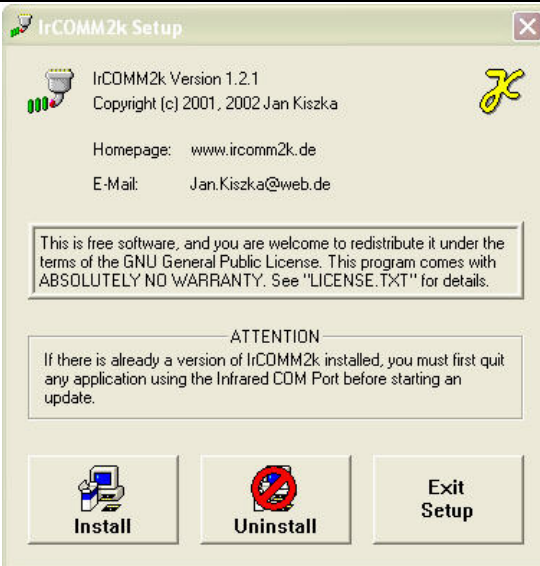 IrCOMM2k Setup
IrCOMM2k Version 1.2.1
Copyright (c) 2001, 2002 Jan Kiszka
Homepage: www.ircomm2k.de
E-Mail: Jan.Kiszka@web.de
This is free software, and you are welcome to redistribute it under the
terms of the GNU General Public License. This program comes with
ABSOLUTELY NO WARRANTY. See "LICENSE.TXT" for details.
ATTENTION
If there is already a version of IrCOMM2k installed, you must first quit
any application using the Infrared COM Port before starting an
update.
Install
Uninstall
Exit
Setup